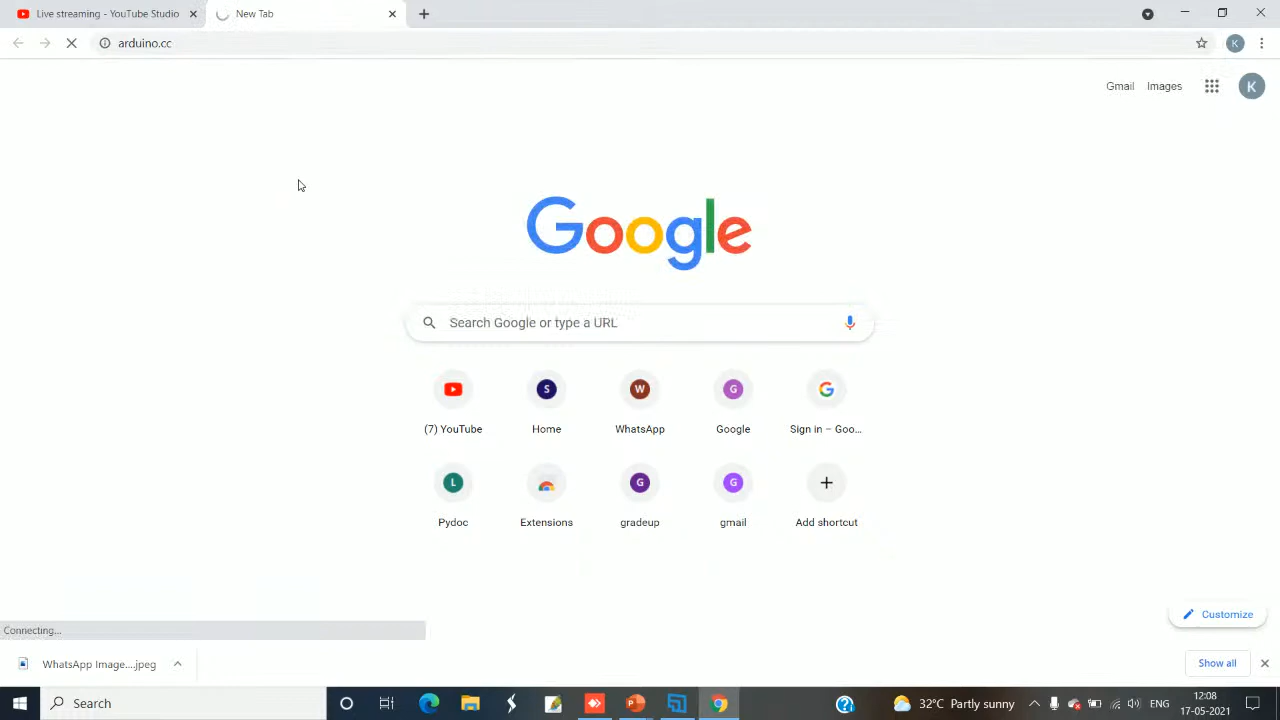 Live streaming - YouTube Studio
New Tab
arduino.cc
Gmail Images
K
Google
Search Google or type a URL
S W G G
(7) YouTube Home WhatsApp Google Sign in – Goo...
L G G
Pydoc Extensions gradeup gmail Add shortcut
Customize
Connecting...
WhatsApp Image....jpeg
Show all
Search
32°C Partly sunny
ENG
12:08
17-05-2021